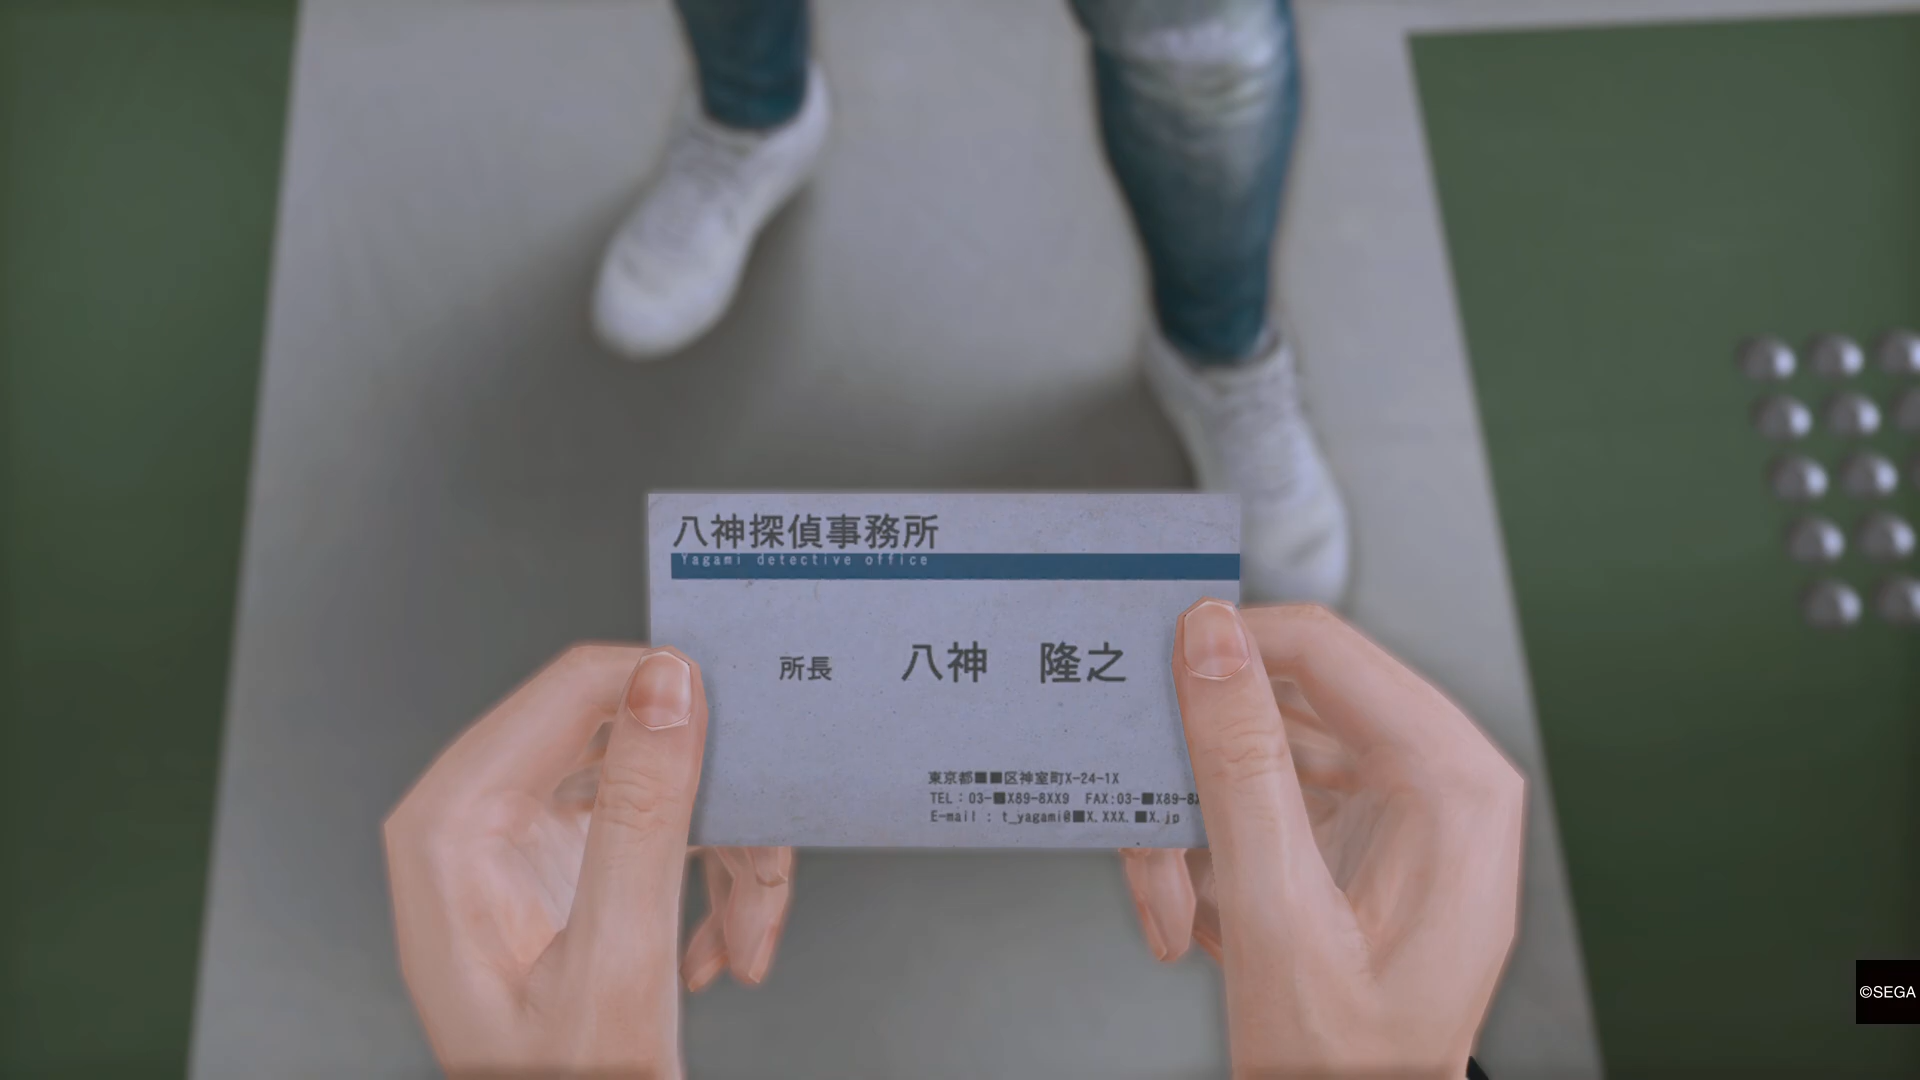 八神探偵事務所
Yagami detective office
所長 八神 隆之
東京都■■区神室町X-24-1X
TEL：03-■X89-8XX9 FAX:03-■X89-8X
E-mail : t_yagami@■X.XXX.■X.jp
©SEGA